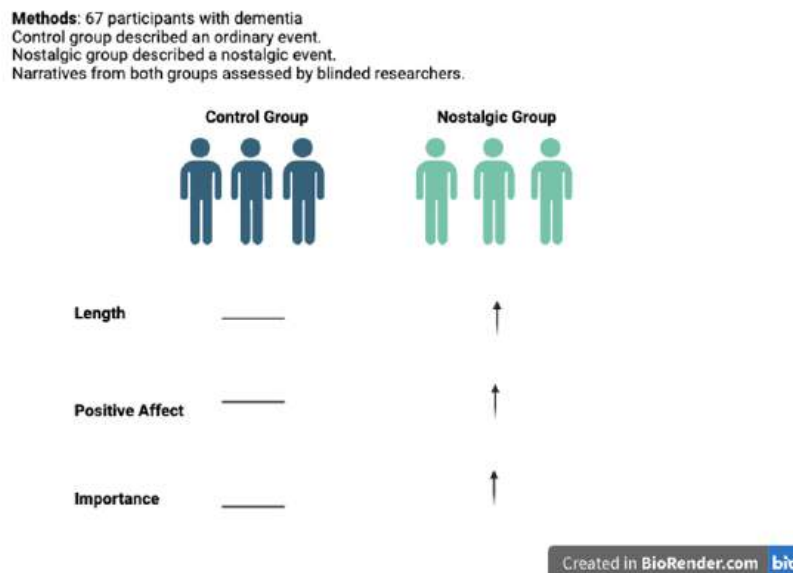 Methods: 67 participants with dementia
Control group described an ordinary event.
Nostalgic group described a nostalgic event.
Narratives from both groups assessed by blinded researchers.
Control Group Nostalgic Group
Length
Positive Affect
Importance
Created in BioRender.com bio